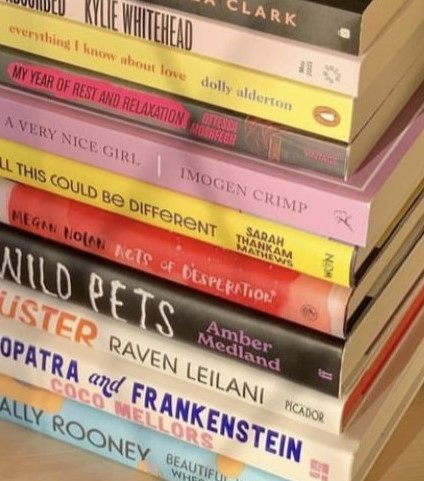 CLARK
KYLIE WHITEHEAD
everything I know about love dolly alderton
MY YEAR OF REST AND RELAXATION OTTESSA MOSHFEGH
A VERY NICE GIRL | IMOGEN CRIMP
THIS COULD BE DIFFERENT SARAH THANKAM MATHEWS
MEGAN NOLAN ACTS OF DESPERATION
WILD PETS Amber Medland
USTER RAVEN LEILANI PICADOR
OPATRA and FRANKENSTEIN
COCO MELLORS
ALLY ROONEY BEAUTIFUL